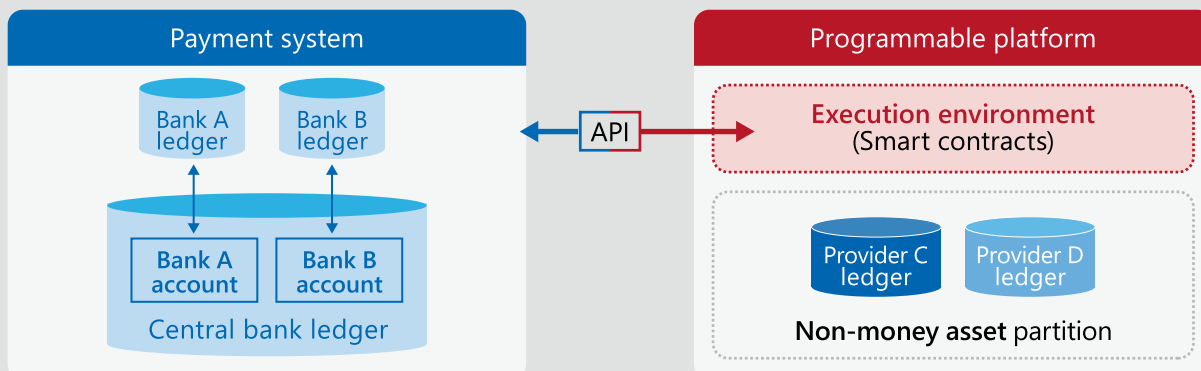 Payment system
Bank A
ledger
Bank B
ledger
Bank A
account
Bank B
account
Central bank ledger
API
Programmable platform
Execution environment
(Smart contracts)
Provider C
ledger
Provider D
ledger
Non-money asset partition